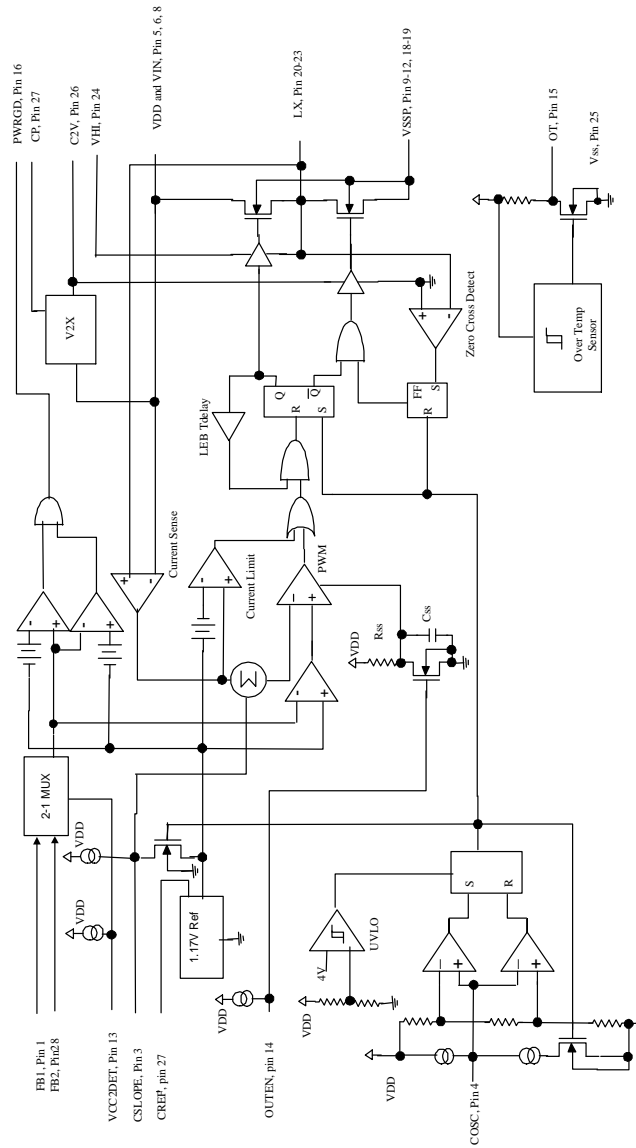 FB1, Pin 1
FB2, Pin28
VCC2DET, Pin 13
CSLOPE, Pin 3
CREF, pin 27
OUTEN, pin 14
COSC, Pin 4
2-1 MUX
VDD
VDD
1.17V Ref
VDD
VDD
4V
UVLO
VDD
S
R
-
+
-
+
Current Sense
+
-
Σ
-
+
Current Limit
-
+
PWM
-
+
VDD
Rss
Css
-
+
-
+
LEB Tdelay
R
S
Q
Q
FF
R
S
+
-
Zero Cross Detect
V2X
Over Temp
Sensor
PWRGD, Pin 16
CP, Pin 27
C2V, Pin 26
VHI, Pin 24
VDD and VIN, Pin 5, 6, 8
LX, Pin 20-23
VSSP, Pin 9-12, 18-19
OT, Pin 15
Vss, Pin 25